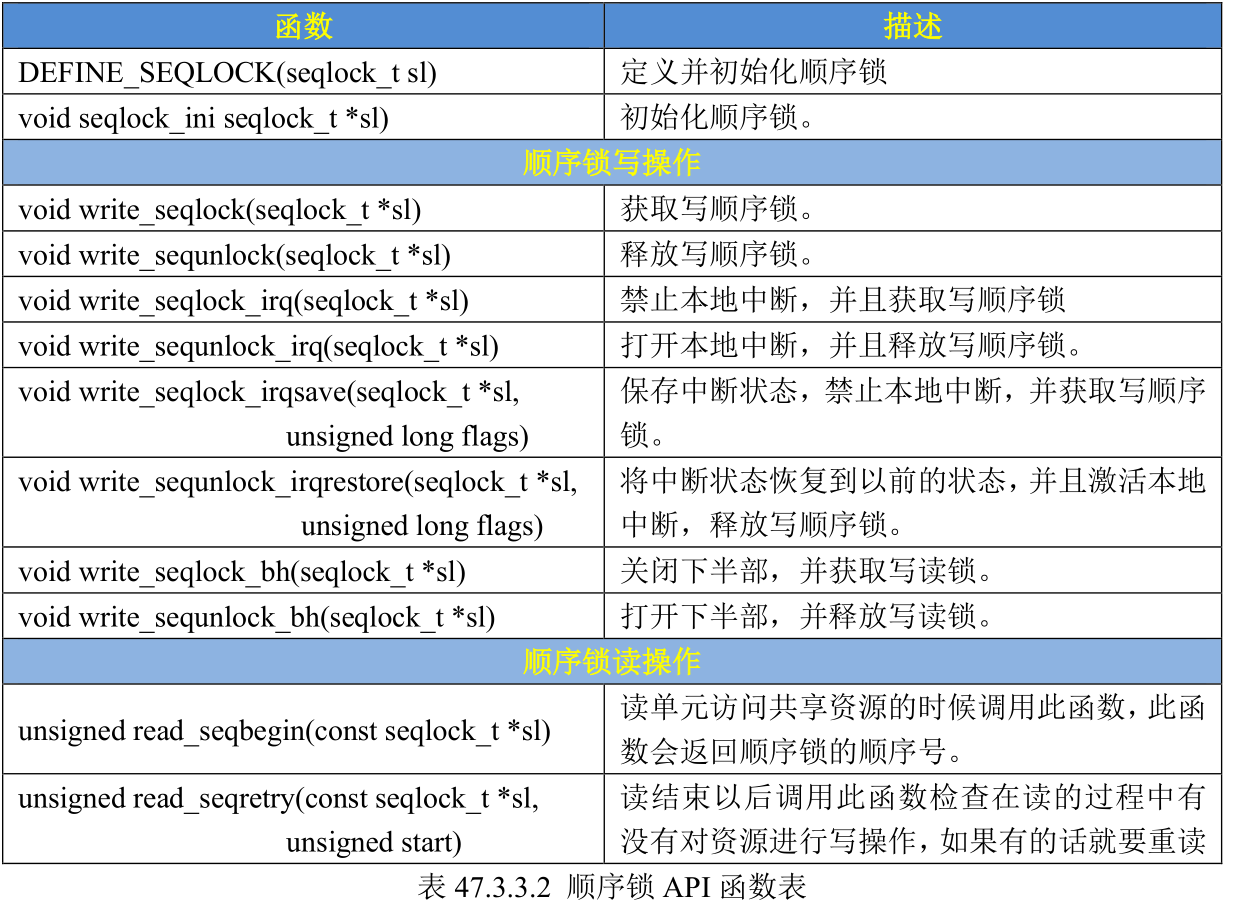 函数 描述
DEFINE_SEQLOCK(seqlock_t sl) 定义并初始化顺序锁
void seqlock_ini seqlock_t *sl) 初始化顺序锁。
顺序锁写操作
void write_seqlock(seqlock_t *sl) 获取写顺序锁。
void write_sequnlock(seqlock_t *sl) 释放写顺序锁。
void write_seqlock_irq(seqlock_t *sl) 禁止本地中断，并且获取写顺序锁
void write_sequnlock_irq(seqlock_t *sl) 打开本地中断，并且释放写顺序锁。
void write_seqlock_irqsave(seqlock_t *sl, 保存中断状态，禁止本地中断，并获取写顺序
unsigned long flags) 锁。
void write_sequnlock_irqrestore(seqlock_t *sl, 将中断状态恢复到以前的状态，并且激活本地
unsigned long flags) 中断，释放写顺序锁。
void write_seqlock_bh(seqlock_t *sl) 关闭下半部，并获取写读锁。
void write_sequnlock_bh(seqlock_t *sl) 打开下半部，并释放写读锁。
顺序锁读操作
unsigned read_seqbegin(const seqlock_t *sl) 读单元访问共享资源的时候调用此函数，此函
数会返回顺序锁的顺序号。
unsigned read_seqretry(const seqlock_t *sl, 读结束以后调用此函数检查在读的过程中有
unsigned start) 没有对资源进行写操作，如果有的话就要重读
表 47.3.3.2 顺序锁 API 函数表